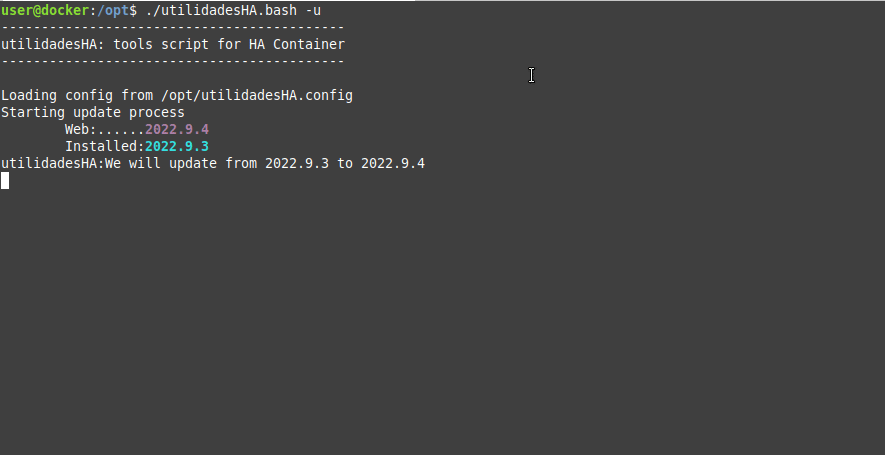 user@docker:/opt$ ./utilidadesHA.bash -u
-------------------------------------------
utilidadesHA: tools script for HA Container
-------------------------------------------
Loading config from /opt/utilidadesHA.config
Starting update process
Web:......2022.9.4
Installed:2022.9.3
utilidadesHA:We will update from 2022.9.3 to 2022.9.4